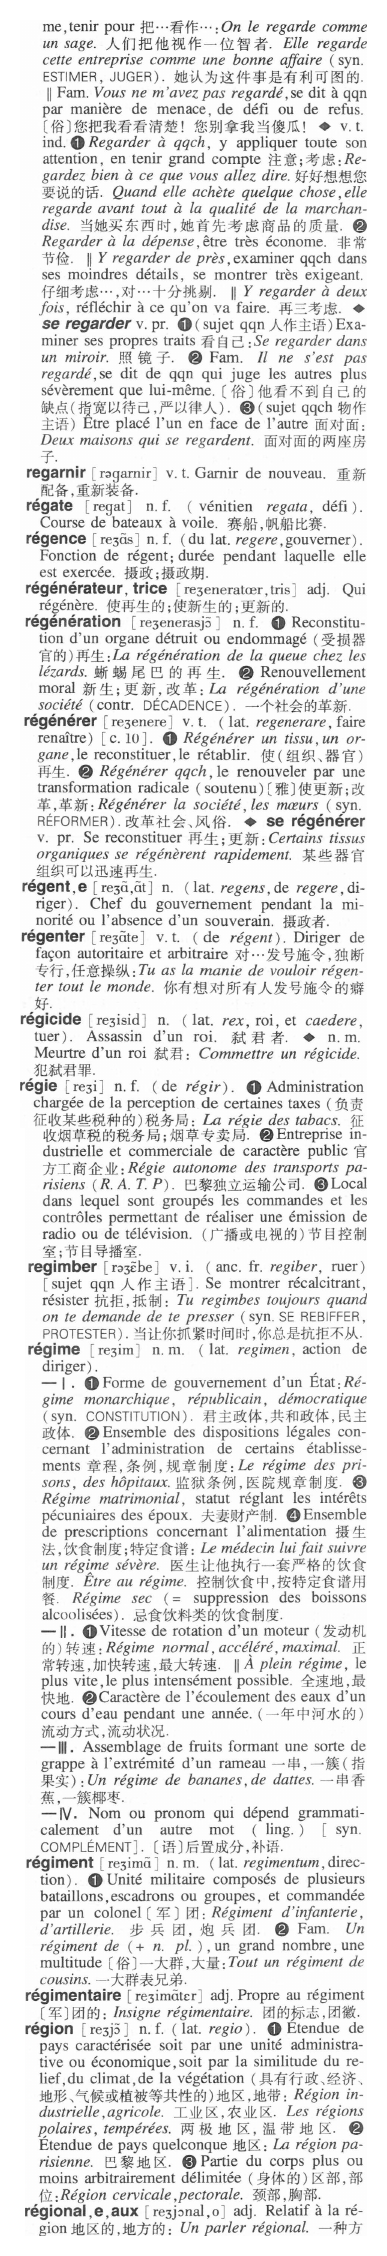 me,tenir pour 把…看作…:On le regarde comme
un sage. 人们把他视作一位智者. Elle regarde
cette entreprise comme une bonne affaire (syn.
ESTIMER, JUGER). 她认为这件事是有利可图的.
‖ Fam. Vous ne m'avez pas regardé,se dit à qqn
par manière de menace, de défi ou de refus.
〔俗〕您把我看看清楚! 您别拿我当傻瓜! ◆ v. t.
ind. ❶ Regarder à qqch, y appliquer toute son
attention, en tenir grand compte 注意;考虑:Re-
gardez bien à ce que vous allez dire. 好好想想您
要说的话. Quand elle achète quelque chose,elle
regarde avant tout à la qualité de la marchan-
dise. 当她买东西时,她首先考虑商品的质量. ❷
Regarder à la dépense,être très économe. 非常
节俭. ‖ Y regarder de près,examiner qqch dans
ses moindres détails, se montrer très exigeant.
仔细考虑…,对…十分挑剔. ‖ Y regarder à deux
fois, réfléchir à ce qu'on va faire. 再三考虑. ◆
se regarder v. pr. ❶(sujet qqn 人作主语)Exa-
miner ses propres traits 看自己:Se regarder dans
un miroir. 照镜子. ❷ Fam. Il ne s'est pas
regardé,se dit de qqn qui juge les autres plus
sévèrement que lui-même.〔俗〕他看不到自己的
缺点(指宽以待己,严以律人). ❸(sujet qqch 物作
主语) Être placé l'un en face de l'autre 面对面:
Deux maisons qui se regardent. 面对面的两座房
子.
regarnir [rəgarnir] v. t. Garnir de nouveau. 重新
配备,重新装备.
régate [regat] n. f. (vénitien regata, défi).
Course de bateaux à voile. 赛船,帆船比赛.
régence [reʒɑ̃s] n. f. (du lat. regere,gouverner).
Fonction de régent;durée pendant laquelle elle
est exercée. 摄政;摄政期.
régénérateur, trice [reʒeneratœr,tris] adj. Qui
régénère. 使再生的;使新生的;更新的.
régénération [reʒenerasjɔ̃] n. f. ❶ Reconstitu-
tion d'un organe détruit ou endommagé (受损器
官的)再生:La régénération de la queue chez les
lézards. 蜥蜴尾巴的再生. ❷ Renouvellement
moral 新生;更新,改革: La régénération d'une
société (contr. DÉCADENCE). 一个社会的革新.
régénérer [reʒenere] v. t. (lat. regenerare, faire
renaître) [c. 10]. ❶ Régénérer un tissu,un or-
gane,le reconstituer,le rétablir. 使(组织、器官)
再生. ❷ Régénérer qqch, le renouveler par une
transformation radicale (soutenu)〔雅〕使更新;改
革,革新:Régénérer la société,les mœurs (syn.
RÉFORMER). 改革社会、风俗. ◆ se régénérer
v. pr. Se reconstituer 再生;更新:Certains tissus
organiques se régénèrent rapidement. 某些器官
组织可以迅速再生.
régent,e [reʒɑ̃,ɑ̃t] n. (lat. regens,de regere,di-
riger). Chef du gouvernement pendant la mi-
norité ou l'absence d'un souverain. 摄政者.
régenter [reʒɑ̃te] v. t. (de régent). Diriger de
façon autoritaire et arbitraire 对…发号施令,独断
专行,任意操纵:Tu as la manie de vouloir régen-
ter tout le monde. 你有想对所有人发号施令的癖
好.
régicide [reʒisid] n. (lat. rex, roi, et caedere,
tuer). Assassin d'un roi. 弑君者. ◆ n. m.
Meurtre d'un roi 弑君: Commettre un régicide.
犯弑君罪.
régie [reʒi] n. f. (de régir). ❶ Administration
chargée de la perception de certaines taxes (负责
征收某些税种的)税务局: La régie des tabacs. 征
收烟草税的税务局;烟草专卖局. ❷Entreprise in-
dustrielle et commerciale de caractère public 官
方工商企业:Régie autonome des transports pa-
risiens (R. A. T. P). 巴黎独立运输公司. ❸Local
dans lequel sont groupés les commandes et les
contrôles permettant de réaliser une émission de
radio ou de télévision. (广播或电视的)节目控制
室;节目导播室.
regimber [rəʒɛ̃be] v. i. (anc. fr. regiber, ruer)
[sujet qqn 人作主语]. Se montrer récalcitrant,
résister 抗拒,抵制: Tu regimbes toujours quand
on te demande de te presser (syn. SE REBIFFER,
PROTESTER). 当让你抓紧时间时,你总是抗拒不从.
régime [reʒim] n. m. (lat. regimen, action de
diriger).
—Ⅰ. ❶Forme de gouvernement d'un État:Ré-
gime monarchique, républicain, démocratique
(syn. CONSTITUTION). 君主政体,共和政体,民主
政体. ❷Ensemble des dispositions légales con-
cernant l'administration de certains établisse-
ments 章程,条例,规章制度:Le régime des pri-
sons, des hôpitaux. 监狱条例,医院规章制度. ❸
Régime matrimonial, statut réglant les intérêts
pécuniaires des époux. 夫妻财产制. ❹Ensemble
de prescriptions concernant l'alimentation 摄生
法,饮食制度;特定食谱: Le médecin lui fait suivre
un régime sévère. 医生让他执行一套严格的饮食
制度. Être au régime. 控制饮食中,按特定食谱用
餐. Régime sec (= suppression des boissons
alcoolisées). 忌食饮料类的饮食制度.
—Ⅱ. ❶Vitesse de rotation d'un moteur (发动机
的)转速:Régime normal,accéléré,maximal. 正
常转速,加快转速,最大转速. ‖ À plein régime, le
plus vite,le plus intensément possible. 全速地,最
快地. ❷Caractère de l'écoulement des eaux d'un
cours d'eau pendant une année. (一年中河水的)
流动方式,流动状况.
—Ⅲ. Assemblage de fruits formant une sorte de
grappe à l'extrémité d'un rameau 一串,一簇(指
果实):Un régime de bananes,de dattes. 一串香
蕉,一簇椰枣.
—Ⅳ. Nom ou pronom qui dépend grammati-
calement d'un autre mot (ling.) [syn.
COMPLÉMENT].〔语〕后置成分,补语.
régiment [reʒimɑ̃] n. m. (lat. regimentum,direc-
tion). ❶ Unité militaire composés de plusieurs
bataillons,escadrons ou groupes, et commandée
par un colonel〔军〕团: Régiment d'infanterie,
d'artillerie. 步兵团,炮兵团. ❷ Fam. Un
régiment de (+ n. pl.),un grand nombre,une
multitude〔俗〕一大群,大量:Tout un régiment de
cousins. 一大群表兄弟.
régimentaire [reʒimɑ̃tɛr] adj. Propre au régiment
〔军〕团的: Insigne régimentaire. 团的标志,团徽.
région [reʒjɔ̃] n. f. (lat. regio). ❶ Étendue de
pays caractérisée soit par une unité administra-
tive ou économique,soit par la similitude du re-
lief,du climat,de la végétation (具有行政、经济、
地形、气候或植被等共性的)地区,地带: Région in-
dustrielle,agricole. 工业区,农业区. Les régions
polaires, tempérées. 两极地区,温带地区. ❷
Étendue de pays quelconque 地区: La région pa-
risienne. 巴黎地区. ❸ Partie du corps plus ou
moins arbitrairement délimitée (身体的)区部,部
位:Région cervicale,pectorale. 颈部,胸部.
régional,e,aux [reʒjɔnal,o] adj. Relatif à la ré-
gion 地区的,地方的: Un parler régional. 一种方